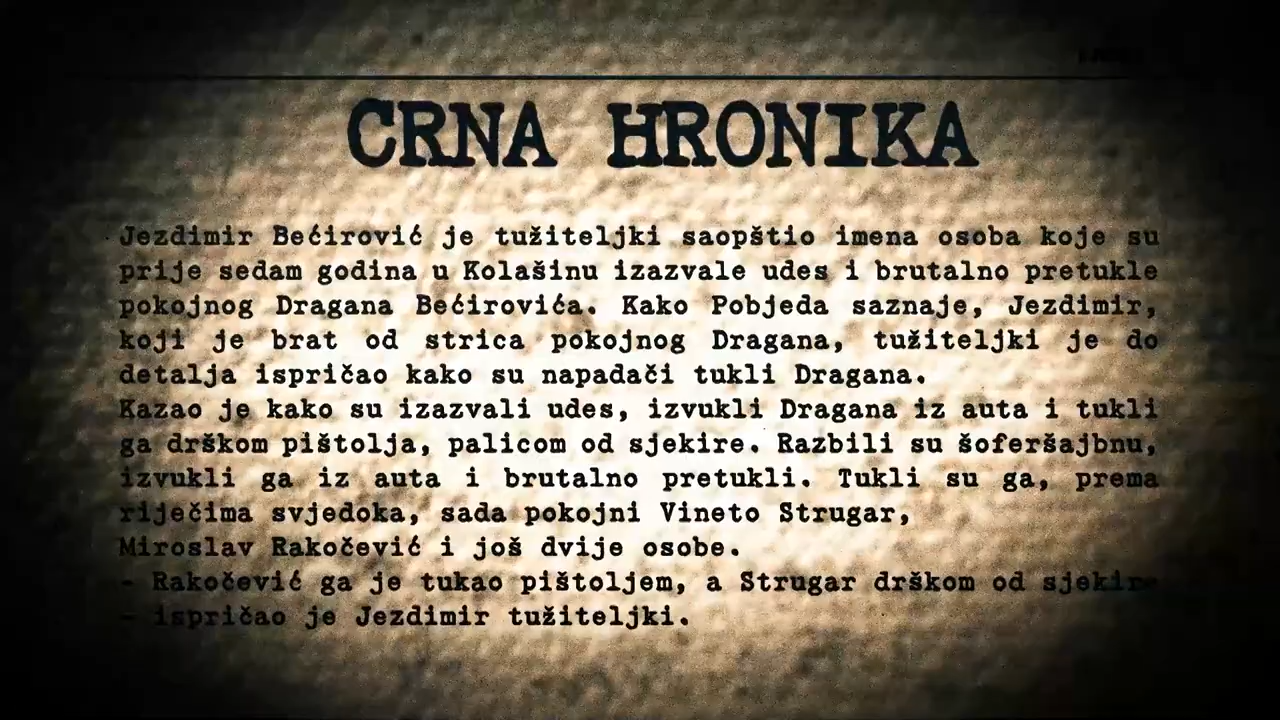 CRNA HRONIKA
Jezdimir Bećirović je tužiteljki saopštio imena osoba koje su
prije sedam godina u Kolašinu izazvale udes i brutalno pretukle
pokojnog Dragana Bećirovića. Kako Pobjeda saznaje, Jezdimir,
koji je brat od strica pokojnog Dragana, tužiteljki je do
detalja ispričao kako su napadači tukli Dragana.
Kazao je kako su izazvali udes, izvukli Dragana iz auta i tukli
ga drškom pištolja, palicom od sjekire. Razbili su šoferšajbnu,
izvukli ga iz auta i brutalno pretukli. Tukli su ga, prema
riječima svjedoka, sada pokojni Vineto Strugar,
Miroslav Rakočević i još dvije osobe.
- Rakočević ga je tukao pištoljem, a Strugar drškom od sjekire
- ispričao je Jezdimir tužiteljki.